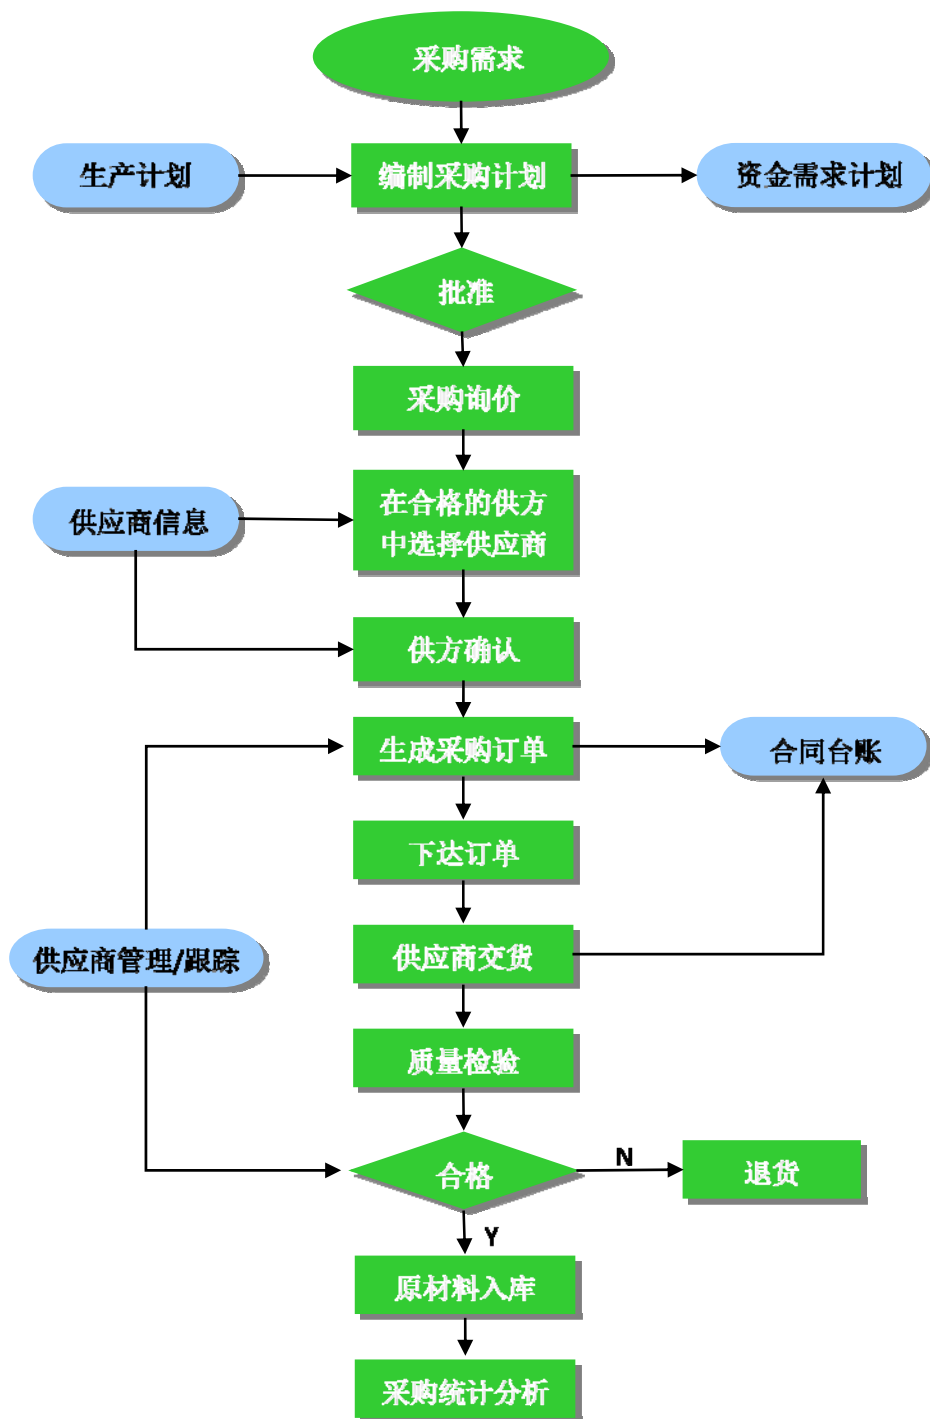 采购需求
生产计划
编制采购计划
资金需求计划
批准
采购询价
供应商信息
在合格的供方
中选择供应商
供方确认
生成采购订单
合同台账
下达订单
供应商管理/跟踪
供应商交货
质量检验
合格
N
退货
Y
原材料入库
采购统计分析